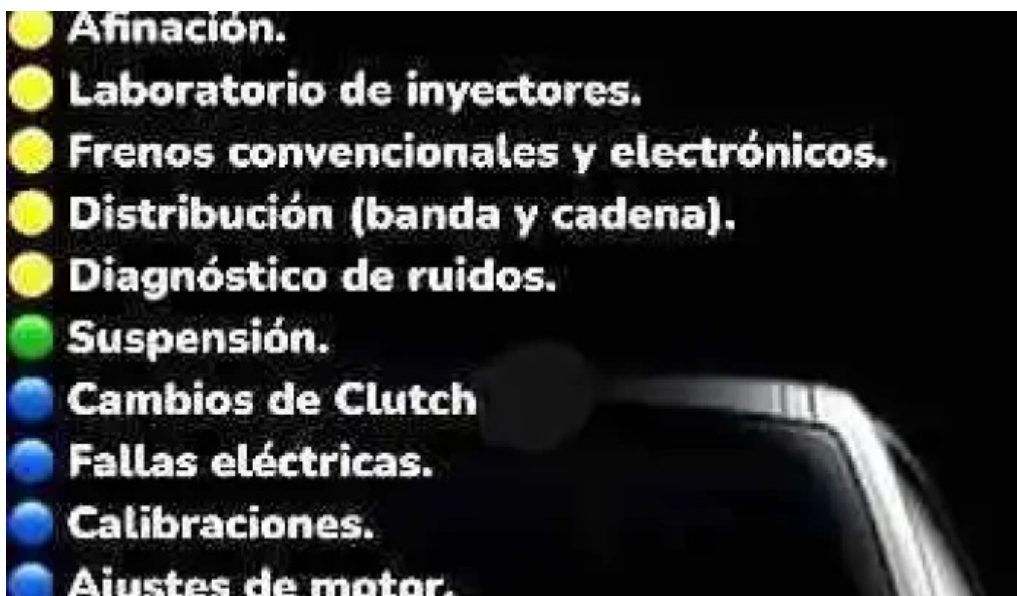 Afinación.
Laboratorio de inyectores.
Frenos convencionales y electrónicos.
Distribución (banda y cadena).
Diagnóstico de ruidos.
Suspensión.
Cambios de Clutch
Fallas eléctricas.
Calibraciones.
Ajustes de motor.